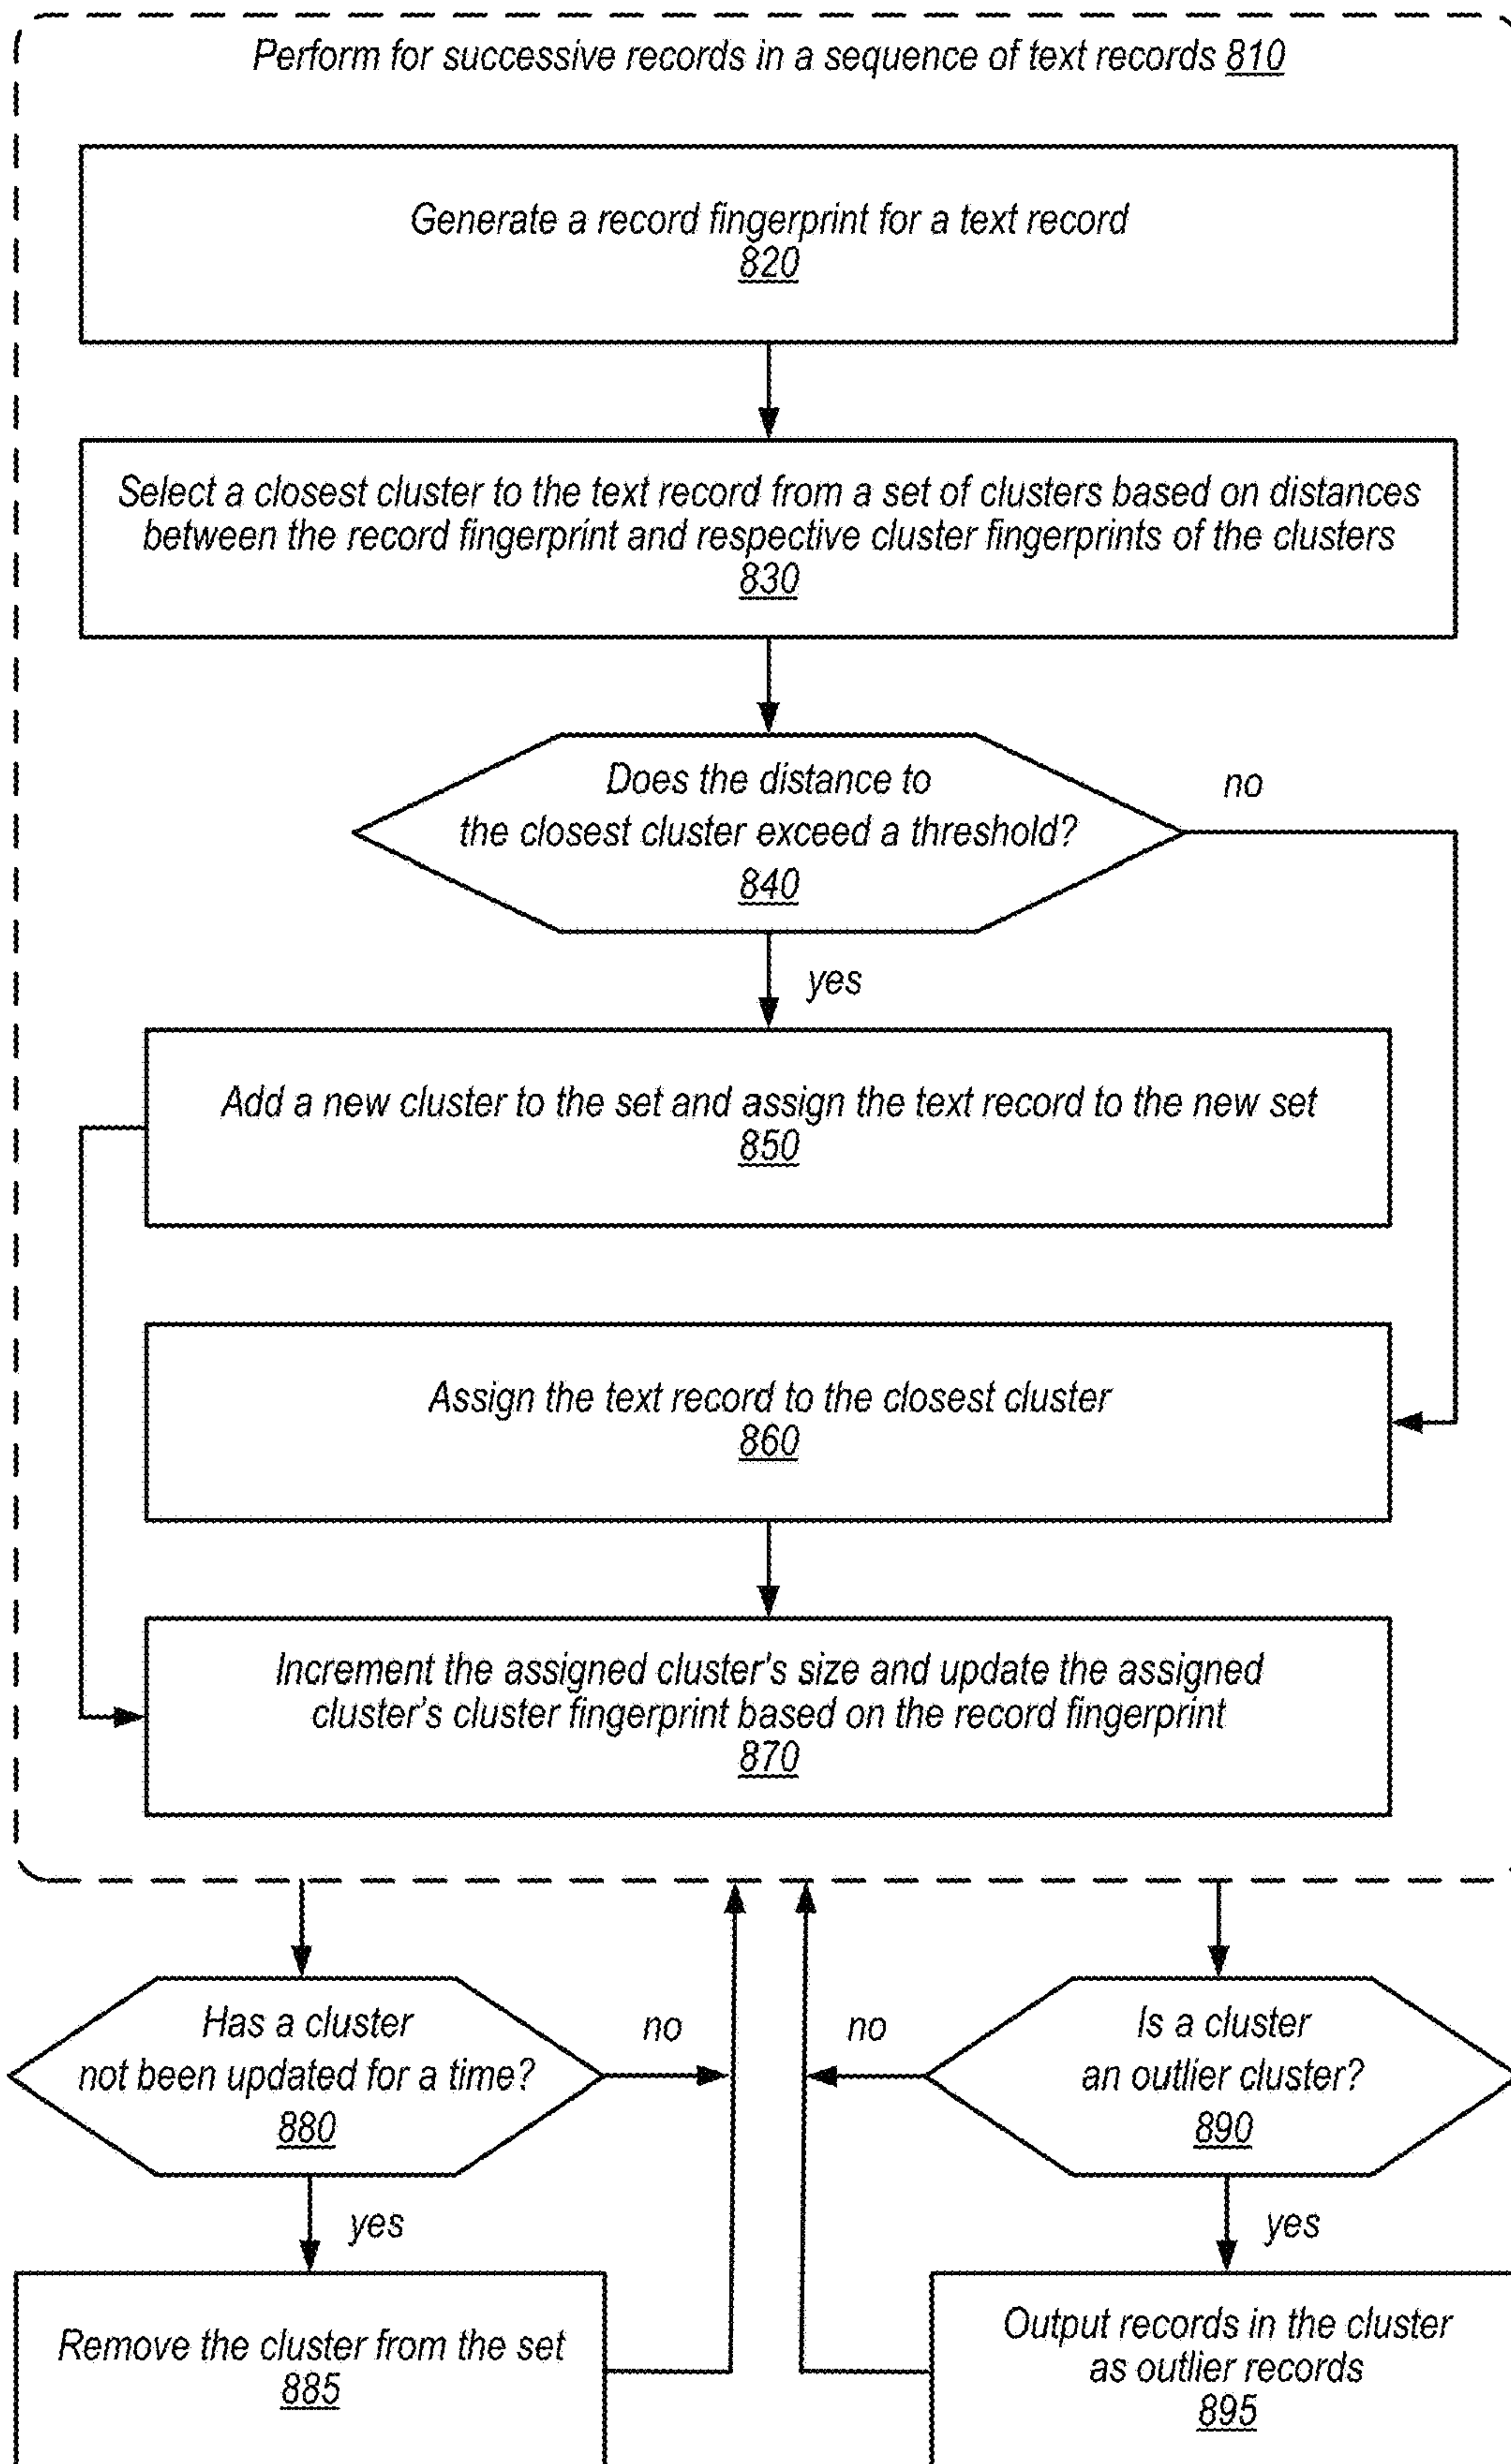 Perform for successive records in a sequence of text records 810
Generate a record fingerprint for a text record
820
Select a closest cluster to the text record from a set of clusters based on distances
between the record fingerprint and respective cluster fingerprints of the clusters
830
Does the distance to
the closest cluster exceed a threshold?
840
no
yes
Add a new cluster to the set and assign the text record to the new set
850
Assign the text record to the closest cluster
860
Increment the assigned cluster's size and update the assigned
cluster's cluster fingerprint based on the record fingerprint
870
Has a cluster
not been updated for a time?
880
no
yes
Remove the cluster from the set
885
Is a cluster
an outlier cluster?
890
no
yes
Output records in the cluster
as outlier records
895